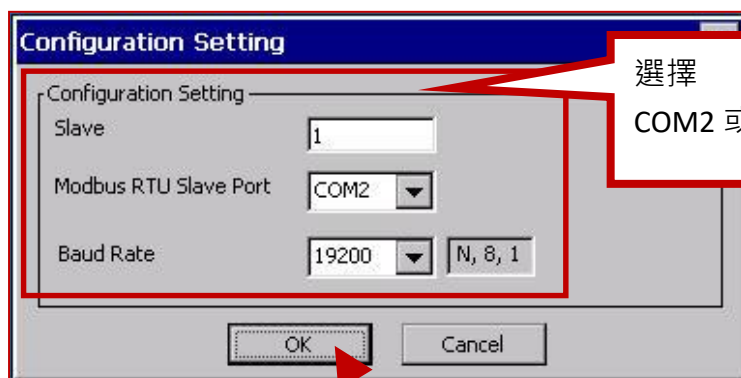 Configuration Setting
選擇
COM2 或
Configuration Setting
Slave
1
Modbus RTU Slave Port
COM2
Baud Rate
19200
N, 8, 1
OK
Cancel